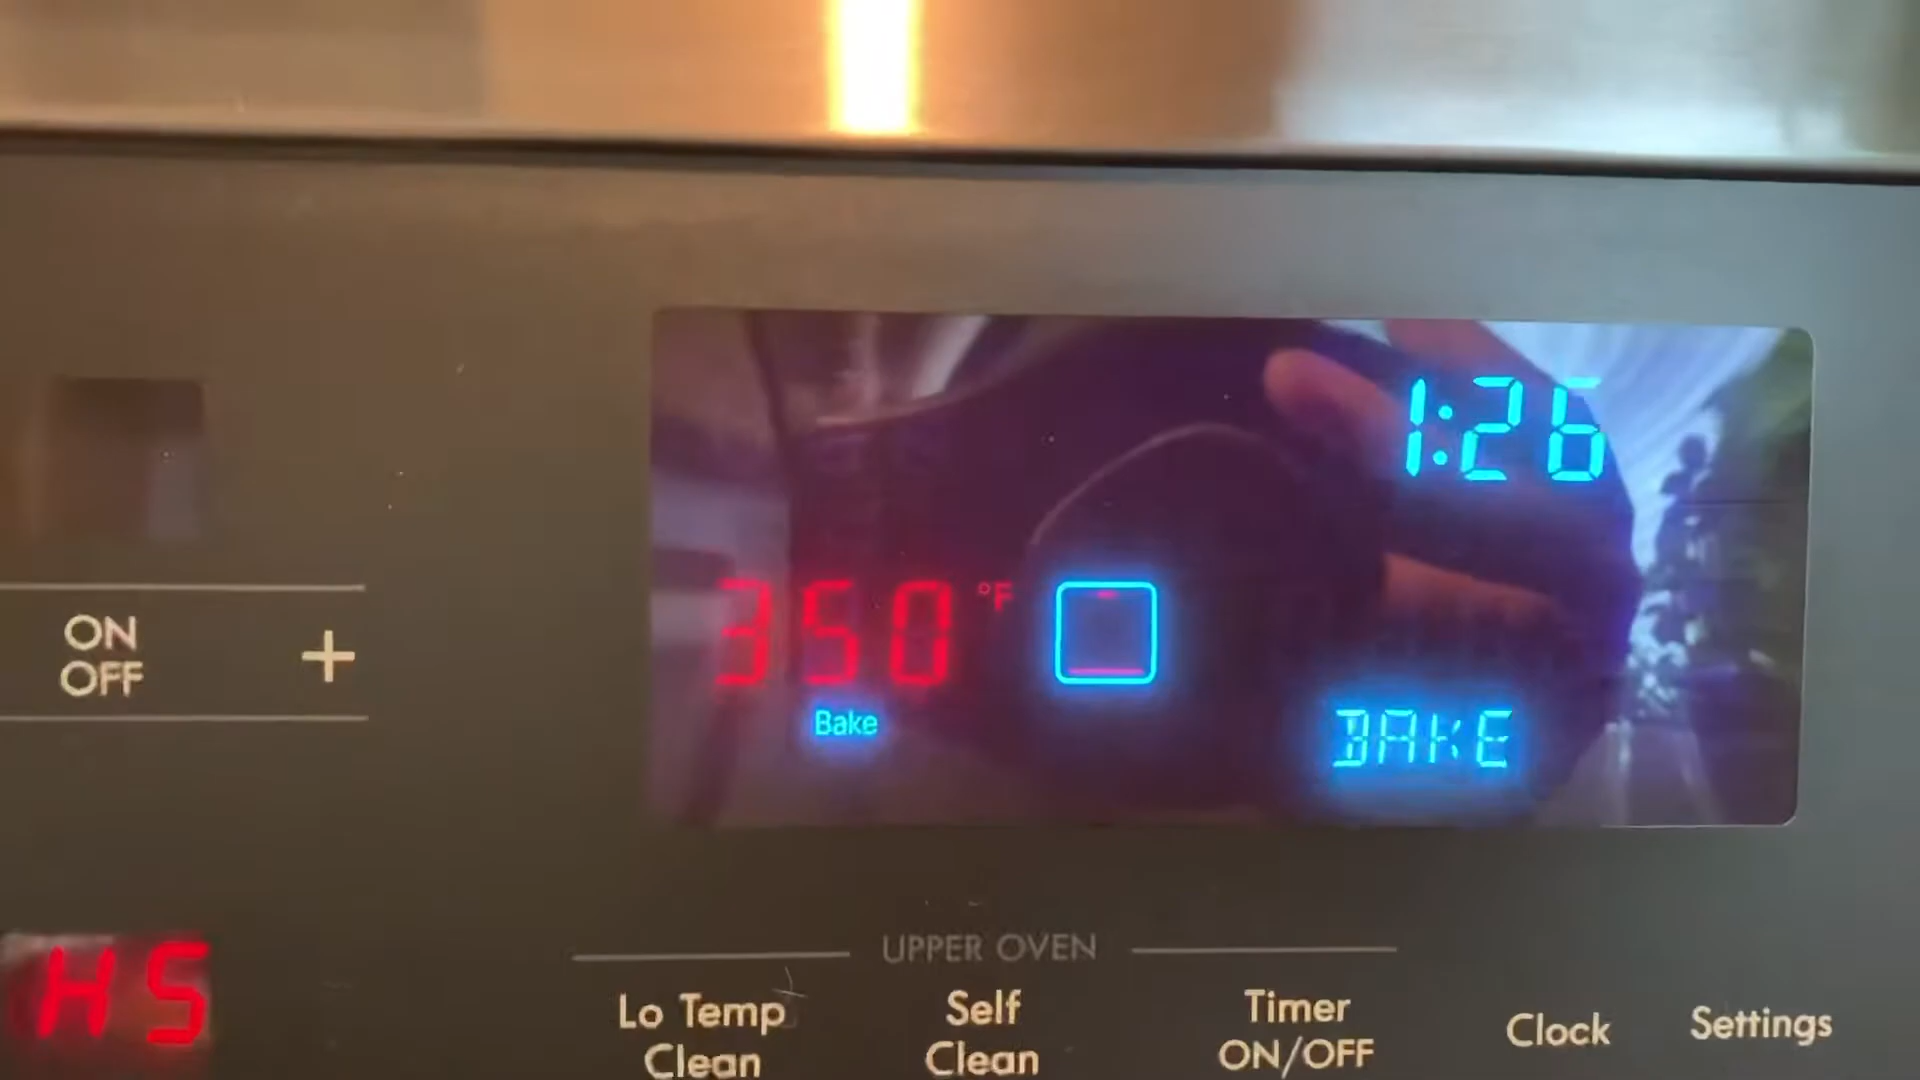 1:26
350 °F
Bake
BAKE
ON
OFF
+
HS
UPPER OVEN
Lo Temp
Clean
Self
Clean
Timer
ON/OFF
Clock
Settings